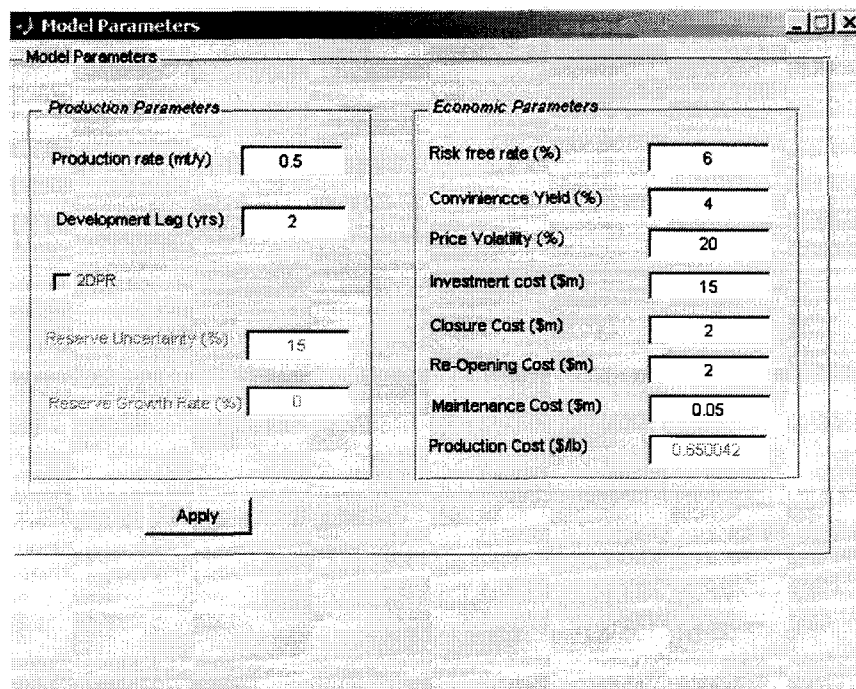 Model Parameters
Model Parameters
Production Parameters
Production rate (mt/y) 0.5
Development Lag (yrs) 2
2DPR
Reserve Uncertainty (%) 15
Reserve Growth Rate (%) 0
Apply
Economic Parameters
Risk free rate (%) 6
Conviniencce Yield (%) 4
Price Volatility (%) 20
Investment cost ($m) 15
Closure Cost ($m) 2
Re-Opening Cost ($m) 2
Maintenance Cost ($m) 0.05
Production Cost ($/lb) 0.650042